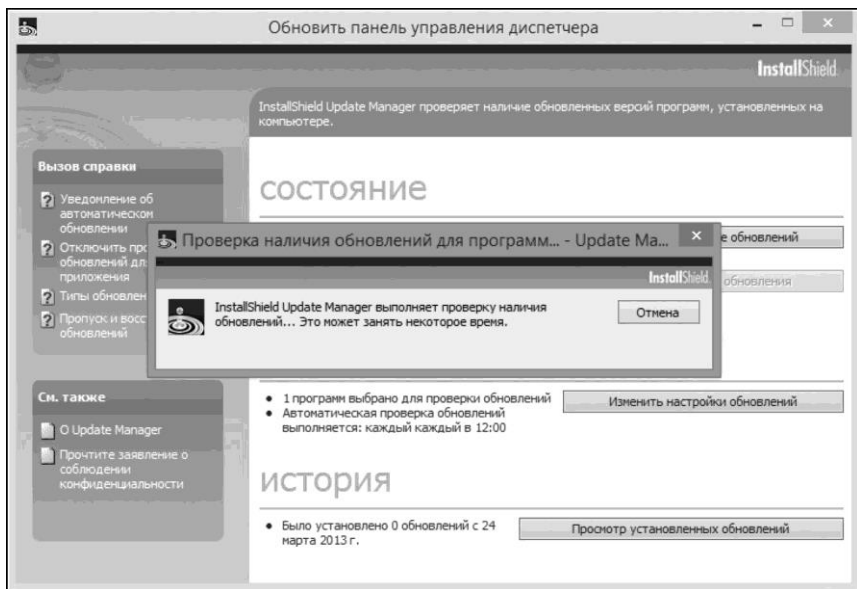 Обновить панель управления диспетчера
InstallShield
InstallShield Update Manager проверяет наличие обновленных версий программ, установленных на
компьютере.
Вызов справки
Уведомление об
автоматическом
обновлении
Отключить
обновлений
приложения
Типы
Пропуск и
обновлений
состояние
обновлений
обновления
Проверка наличия обновлений для программ... - Update Ma...
InstallShield
InstallShield Update Manager выполняет проверку наличия
обновлений... Это может занять некоторое время.
Отмена
См. также
О Update Manager
Прочтите заявление о
соблюдении
конфиденциальности
1 программ выбрано для проверки обновлений
Автоматическая проверка обновлений
выполняется: каждый каждый в 12:00
Изменить настройки обновлений
история
Было установлено 0 обновлений с 24
марта 2013 г.
Просмотр установленных обновлений